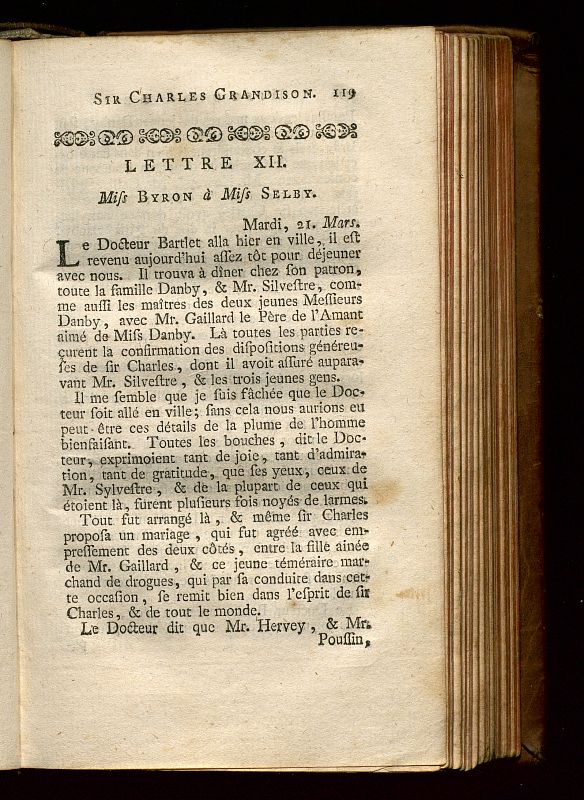 SIR CHARLES GRANDISON. 119
LETTRE XII.
Miſs BYRON à Miſs SELBY.
Mardi, 21. Mars.
Le Docteur Bartlet alla hier en ville, il eſt
revenu aujourd'hui aſſez tôt pour déjeuner
avec nous. Il trouva à dîner chez ſon patron,
toute la famille Danby, & Mr. Silveſtre, com-
me auſſi les maîtres des deux jeunes Meſſieurs
Danby, avec Mr. Gaillard le Père de l'Amant
aimé de Miſs Danby. Là toutes les parties re-
çurent la confirmation des diſpoſitions généreu-
ſes de ſir Charles, dont il avoit aſſuré aupara-
vant Mr. Silveſtre, & les trois jeunes gens.
Il me ſemble que je ſuis fâchée que le Doc-
teur ſoit allé en ville; ſans cela nous aurions eu
peut-être ces détails de la plume de l'homme
bienfaiſant. Toutes les bouches, dit le Doc-
teur, exprimoient tant de joie, tant d'admira-
tion, tant de gratitude, que ſes yeux, ceux de
Mr. Sylveſtre, & de la plupart de ceux qui
étoient là, furent pluſieurs fois noyés de larmes.
Tout fut arrangé là, & même ſir Charles
propoſa un mariage, qui fut agréé avec em-
preſſement des deux côtés, entre la fille ainée
de Mr. Gaillard, & ce jeune téméraire mar-
chand de drogues, qui par ſa conduite dans cet-
te occaſion, ſe remit bien dans l'eſprit de ſir
Charles, & de tout le monde.
Le Docteur dit que Mr. Hervey, & Mr.
Pouſſin,